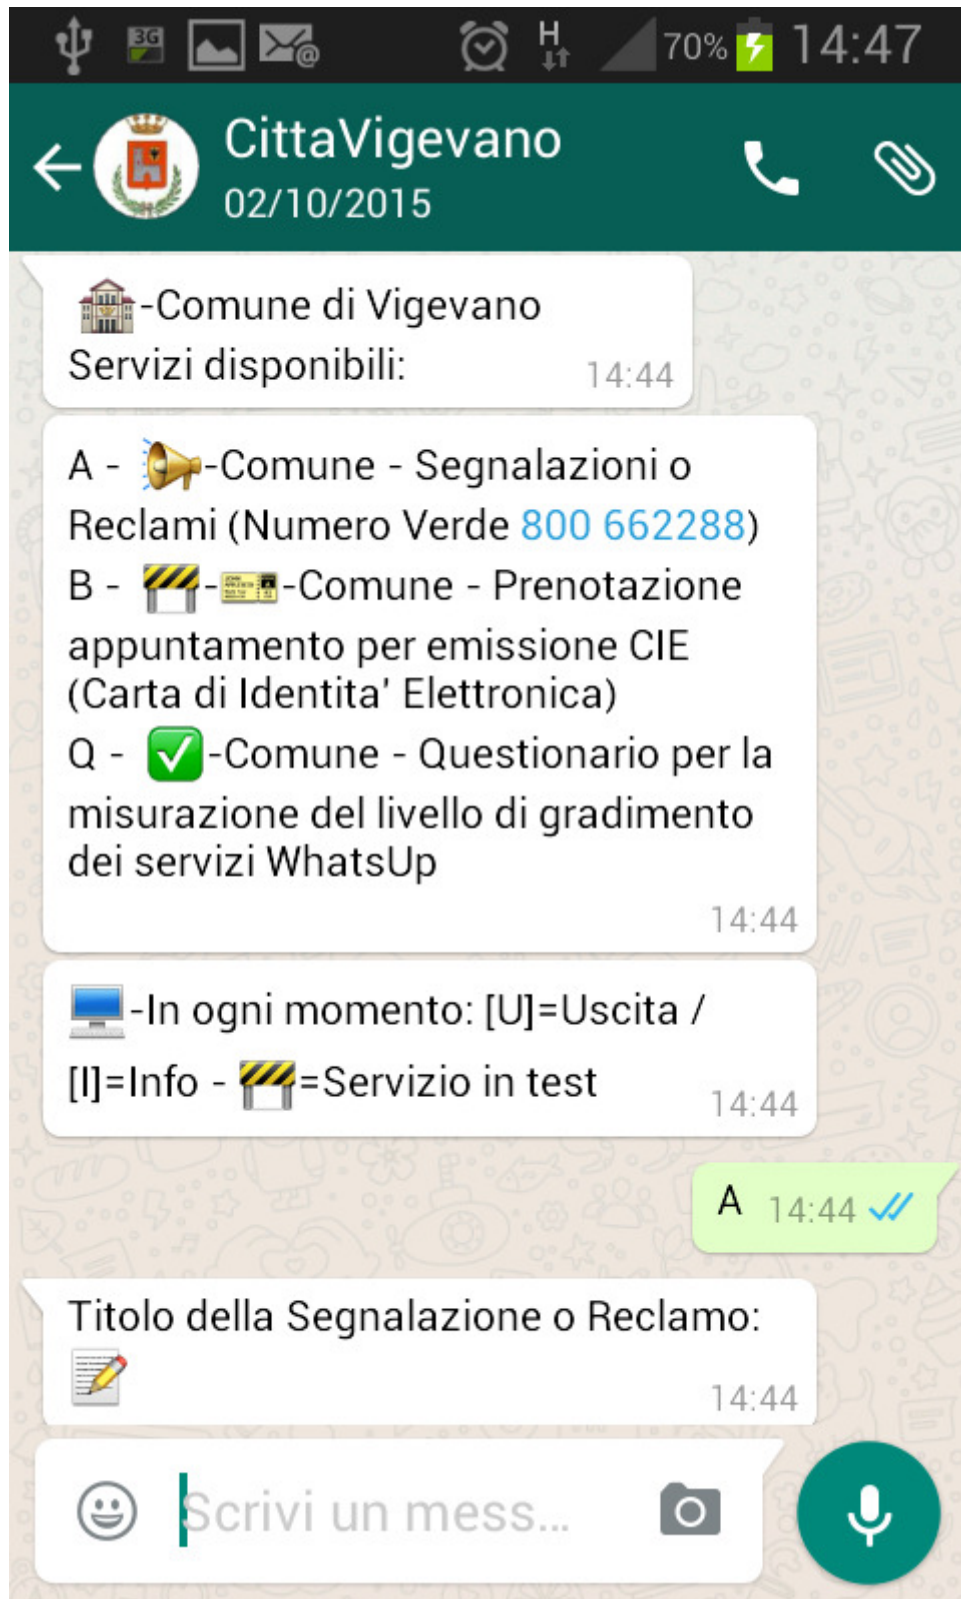 3G H 70% 14:47
CittaVigevano
02/10/2015
-Comune di Vigevano
Servizi disponibili: 14:44
A - -Comune - Segnalazioni o
Reclami (Numero Verde 800 662288)
B - - -Comune - Prenotazione
appuntamento per emissione CIE
(Carta di Identita' Elettronica)
Q - -Comune - Questionario per la
misurazione del livello di gradimento
dei servizi WhatsUp
14:44
-In ogni momento: [U]=Uscita /
[I]=Info - =Servizio in test 14:44
A 14:44
Titolo della Segnalazione o Reclamo:
14:44
Scrivi un mess...